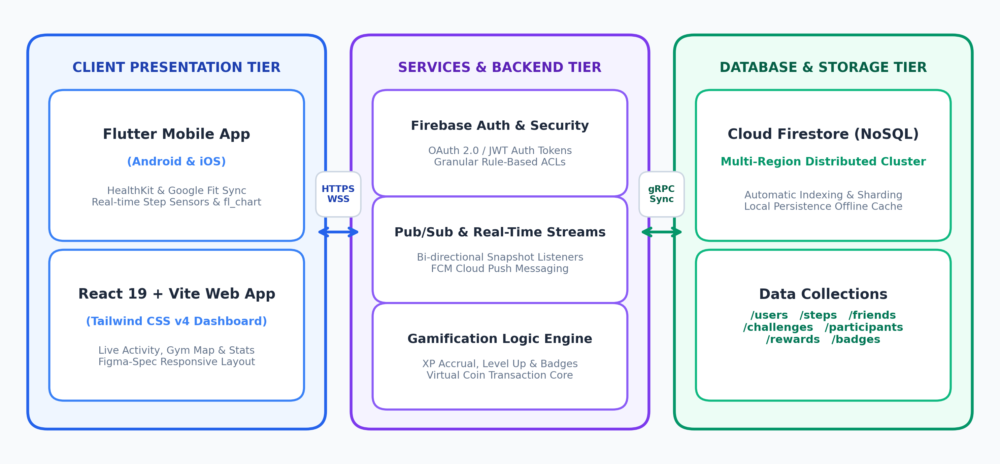 CLIENT PRESENTATION TIER
Flutter Mobile App
(Android & iOS)
HealthKit & Google Fit Sync
Real-time Step Sensors & fl_chart
React 19 + Vite Web App
(Tailwind CSS v4 Dashboard)
Live Activity, Gym Map & Stats
Figma-Spec Responsive Layout
HTTPS
WSS
SERVICES & BACKEND TIER
Firebase Auth & Security
OAuth 2.0 / JWT Auth Tokens
Granular Rule-Based ACLs
Pub/Sub & Real-Time Streams
Bi-directional Snapshot Listeners
FCM Cloud Push Messaging
Gamification Logic Engine
XP Accrual, Level Up & Badges
Virtual Coin Transaction Core
gRPC
Sync
DATABASE & STORAGE TIER
Cloud Firestore (NoSQL)
Multi-Region Distributed Cluster
Automatic Indexing & Sharding
Local Persistence Offline Cache
Data Collections
/users /steps /friends
/challenges /participants
/rewards /badges